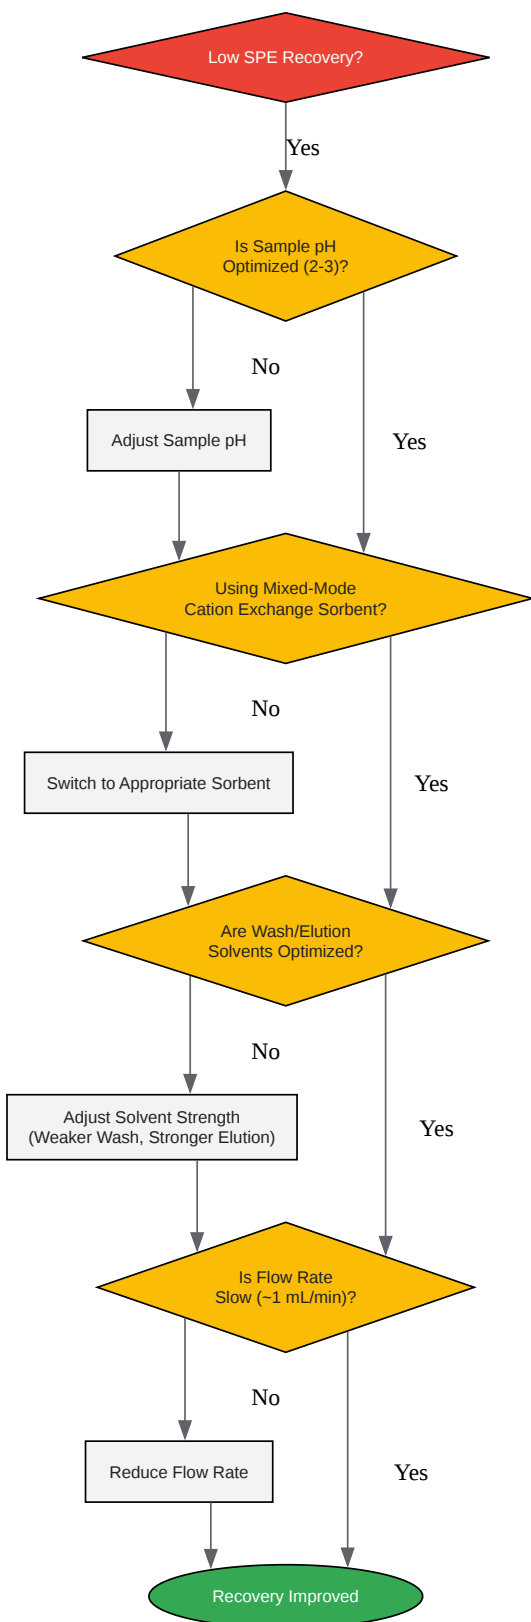 Low SPE Recovery?
Yes
Is Sample pH
Optimized (2-3)?
No
Adjust Sample pH
Yes
Using Mixed-Mode
Cation Exchange Sorbent?
No
Switch to Appropriate Sorbent
Yes
Are Wash/Elution
Solvents Optimized?
No
Adjust Solvent Strength
(Weaker Wash, Stronger Elution)
Yes
Is Flow Rate
Slow (~1 mL/min)?
No
Reduce Flow Rate
Yes
Recovery Improved